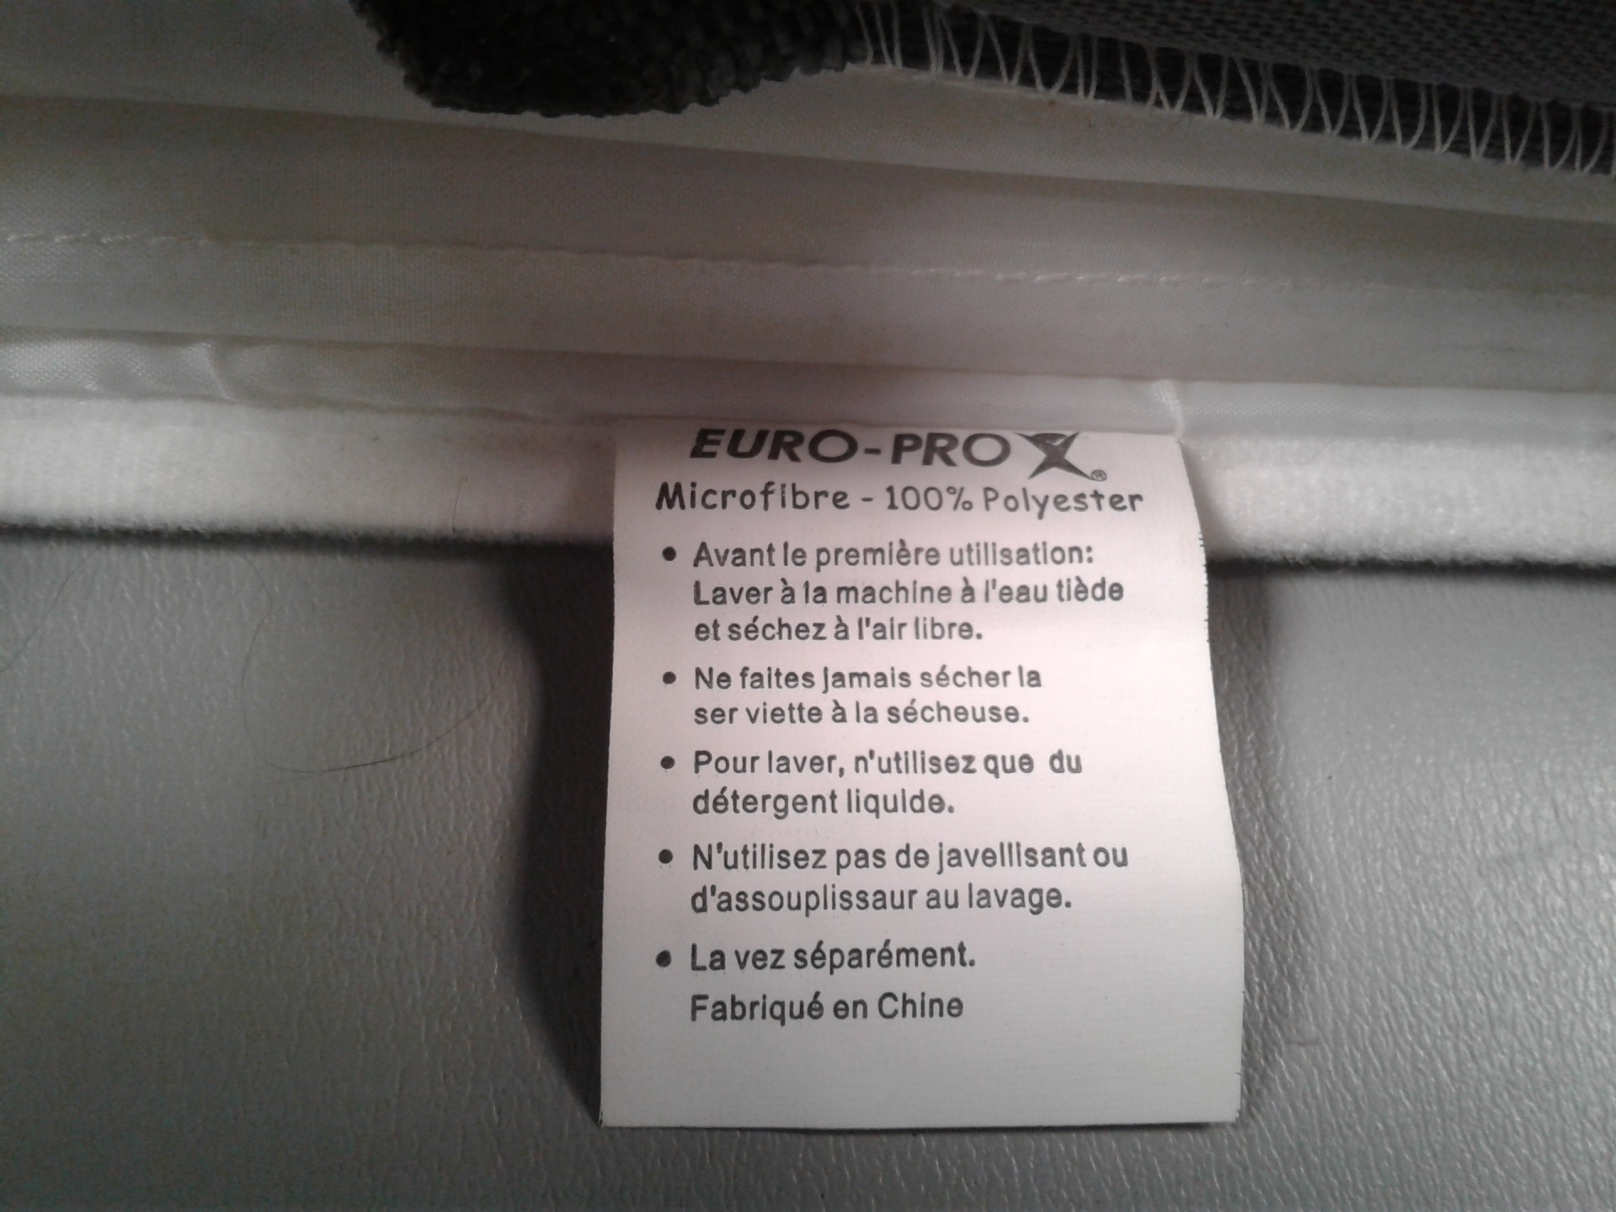 EURO-PRO X®
Microfibre - 100% Polyester
• Avant le première utilisation:
Laver à la machine à l'eau tiède
et séchez à l'air libre.
• Ne faites jamais sécher la
ser viette à la sécheuse.
• Pour laver, n'utilisez que du
détergent liquide.
• N'utilisez pas de javellisant ou
d'assouplissaur au lavage.
• La vez séparément.
Fabriqué en Chine